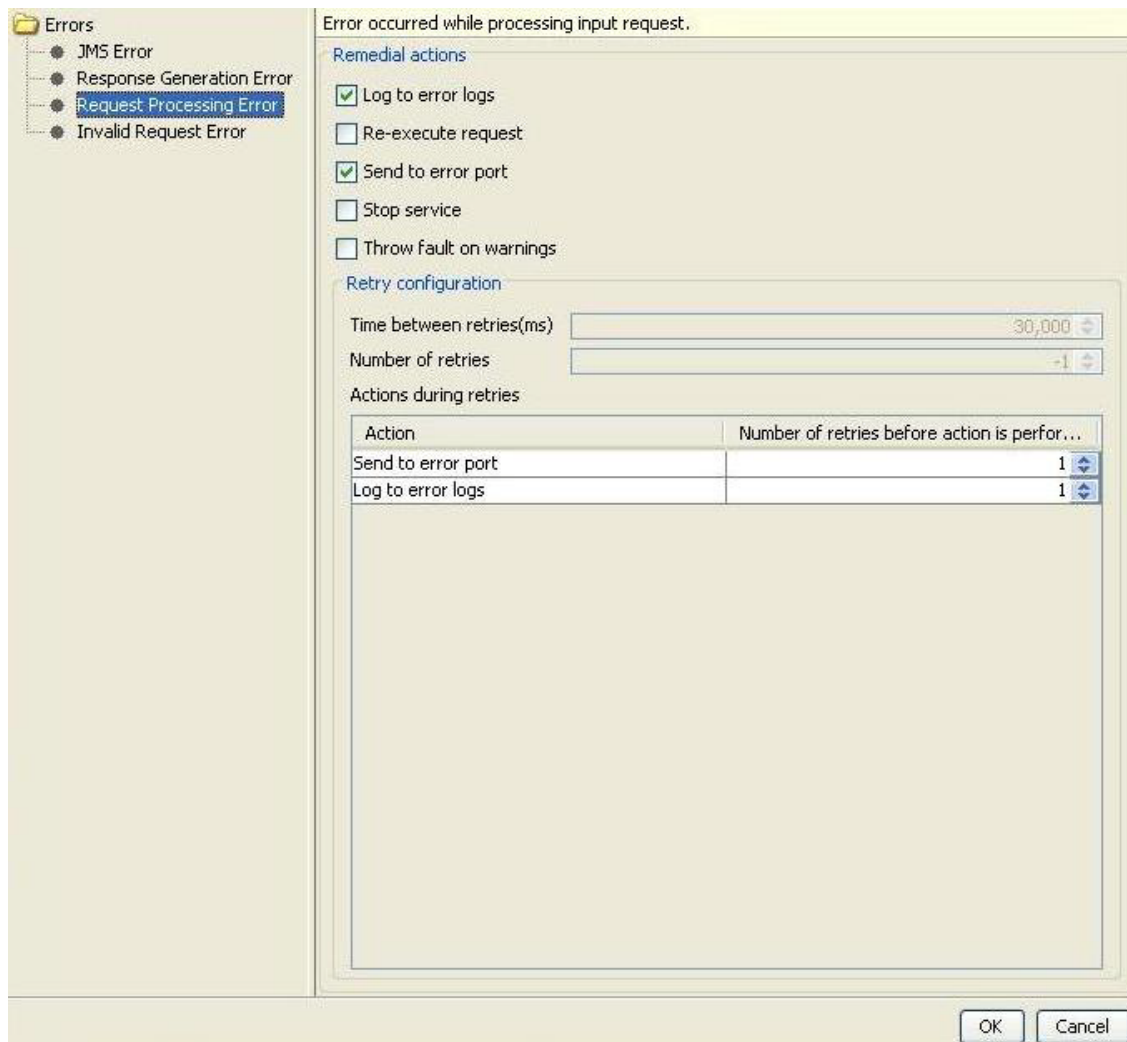 Errors
JMS Error
Response Generation Error
Request Processing Error
Invalid Request Error
Error occurred while processing input request.
Remedial actions
Log to error logs
Re-execute request
Send to error port
Stop service
Throw fault on warnings
Retry configuration
Time between retries(ms) 30,000
Number of retries -1
Actions during retries
Action Number of retries before action is perfor...
Send to error port 1
Log to error logs 1
OK Cancel